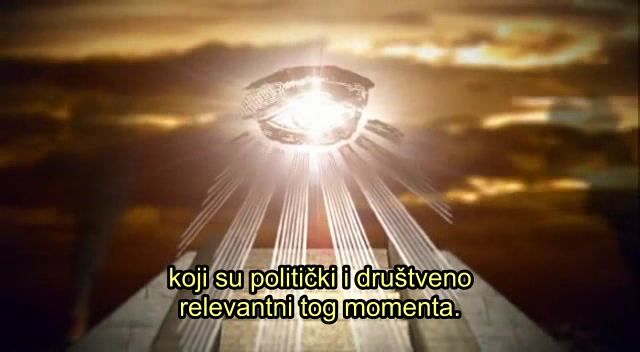 koji su politički i društveno
relevantni tog momenta.